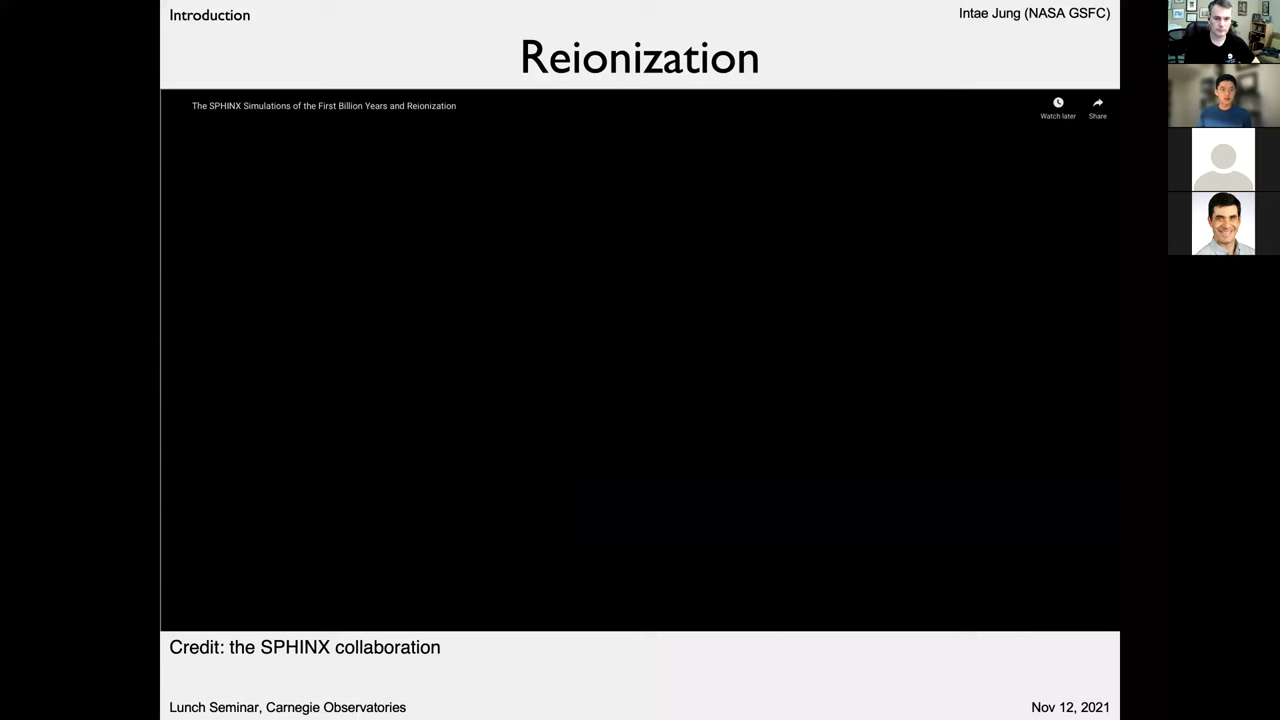 Introduction
Intae Jung (NASA GSFC)
Reionization
The SPHINX Simulations of the First Billion Years and Reionization
Watch later
Share
Credit: the SPHINX collaboration
Lunch Seminar, Carnegie Observatories
Nov 12, 2021